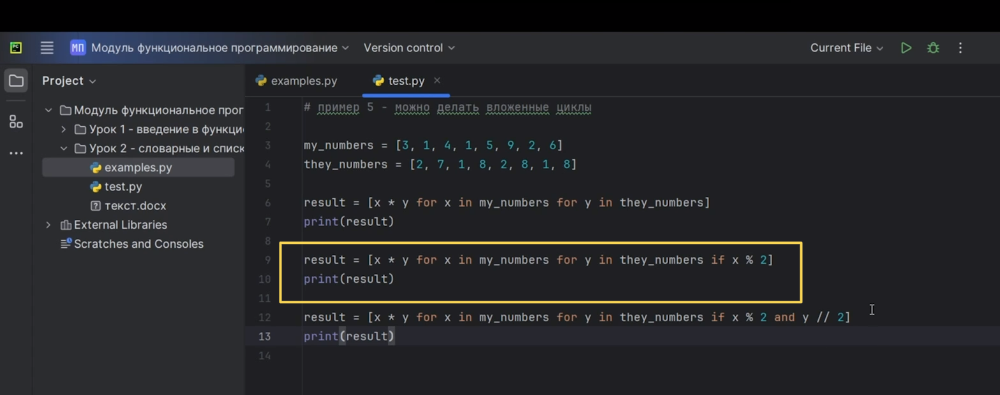 МП Модуль функциональное программирование Version control Current File
Project
Модуль функциональное прог
Урок 1 - введение в функци
Урок 2 - словарные и списк
examples.py
test.py
текст.docx
External Libraries
Scratches and Consoles
examples.py test.py
1 # пример 5 - можно делать вложенные циклы
2
3 my_numbers = [3, 1, 4, 1, 5, 9, 2, 6]
4 they_numbers = [2, 7, 1, 8, 2, 8, 1, 8]
5
6 result = [x * y for x in my_numbers for y in they_numbers]
7 print(result)
8
9 result = [x * y for x in my_numbers for y in they_numbers if x % 2]
10 print(result)
11
12 result = [x * y for x in my_numbers for y in they_numbers if x % 2 and y // 2]
13 print(result)
14